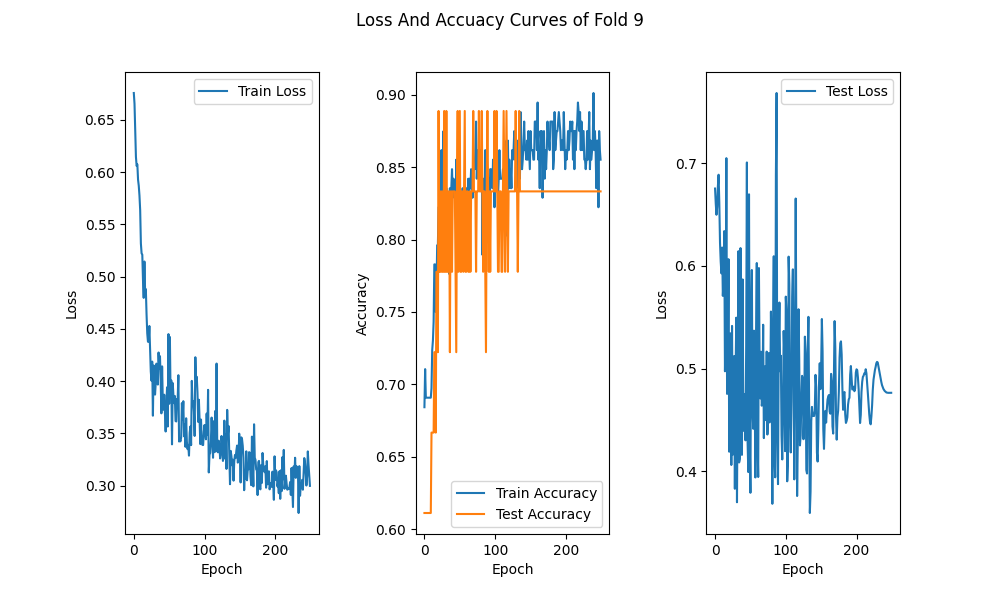 Loss And Accuacy Curves of Fold 9
Train Loss
0.65
0.60
0.55
0.50
0.45
0.40
0.35
0.30
Loss
0 100 200
Epoch
0.90
0.85
0.80
0.75
0.70
0.65
0.60
Accuracy
Train Accuracy
Test Accuracy
0 100 200
Epoch
Test Loss
0.7
0.6
0.5
0.4
Loss
0 100 200
Epoch